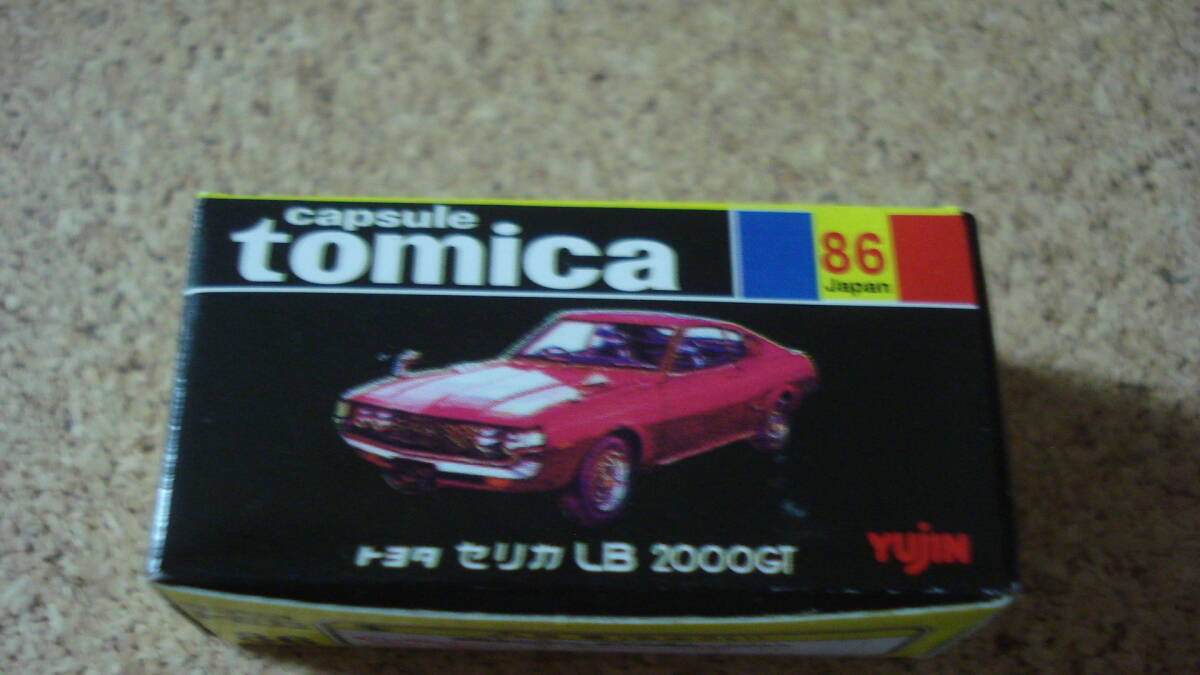 capsule
tomica
86
Japan
トヨタ セリカ LB 2000GT
YUJIN